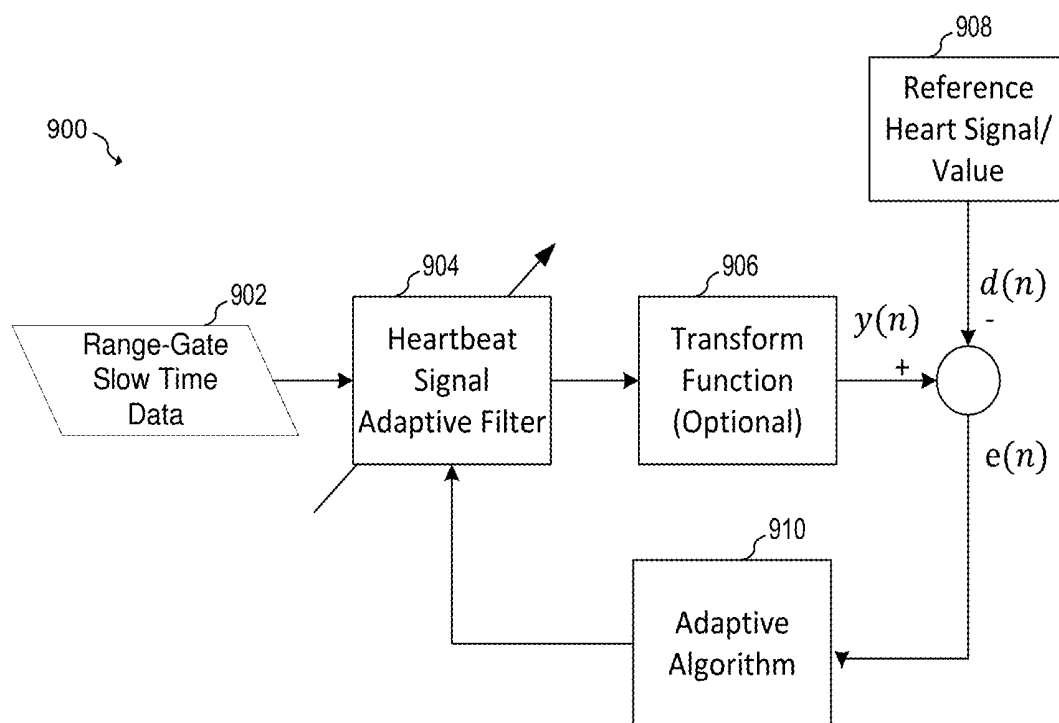 908
Reference
Heart Signal/
Value
900
902
Range-Gate
Slow Time
Data
904
Heartbeat
Signal
Adaptive Filter
906
Transform
Function
(Optional)
y(n)
+
d(n)
-
e(n)
910
Adaptive
Algorithm